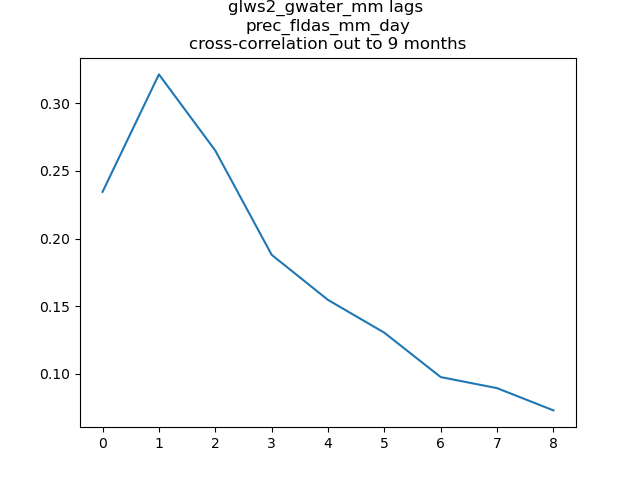 glws2_gwater_mm lags
prec_fldas_mm_day
cross-correlation out to 9 months
0.30
0.25
0.20
0.15
0.10
0 1 2 3 4 5 6 7 8